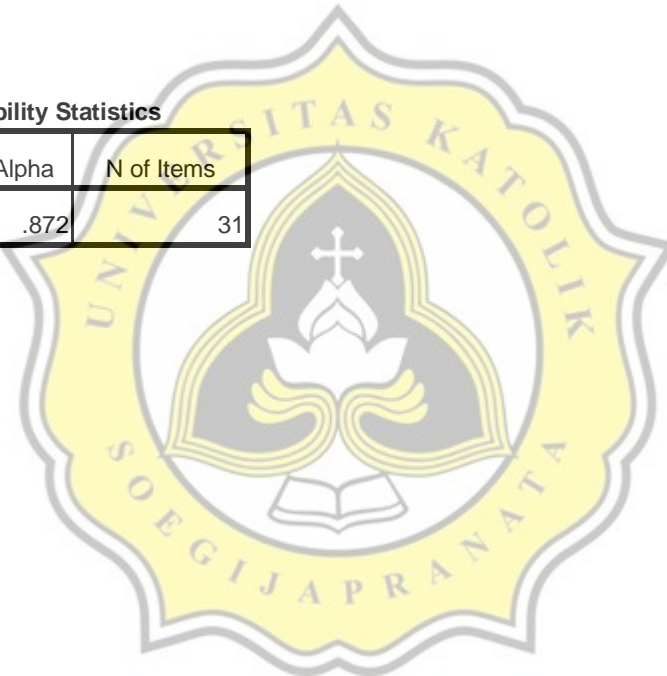 bility Statistics
Alpha N of Items
.872 31
UNIVERSITAS KATOLIK
SOEGIJAPRANATA